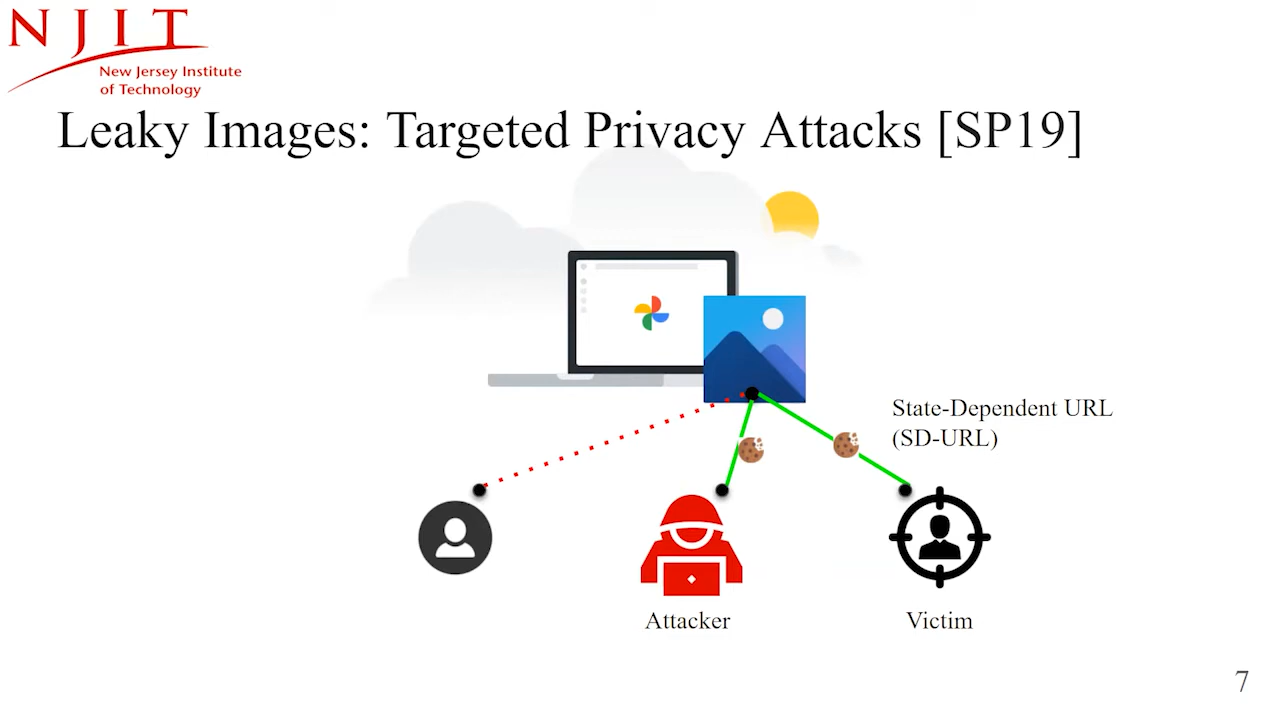 NJIT
New Jersey Institute
of Technology
Leaky Images: Targeted Privacy Attacks [SP19]
State-Dependent URL
(SD-URL)
Attacker
Victim
7